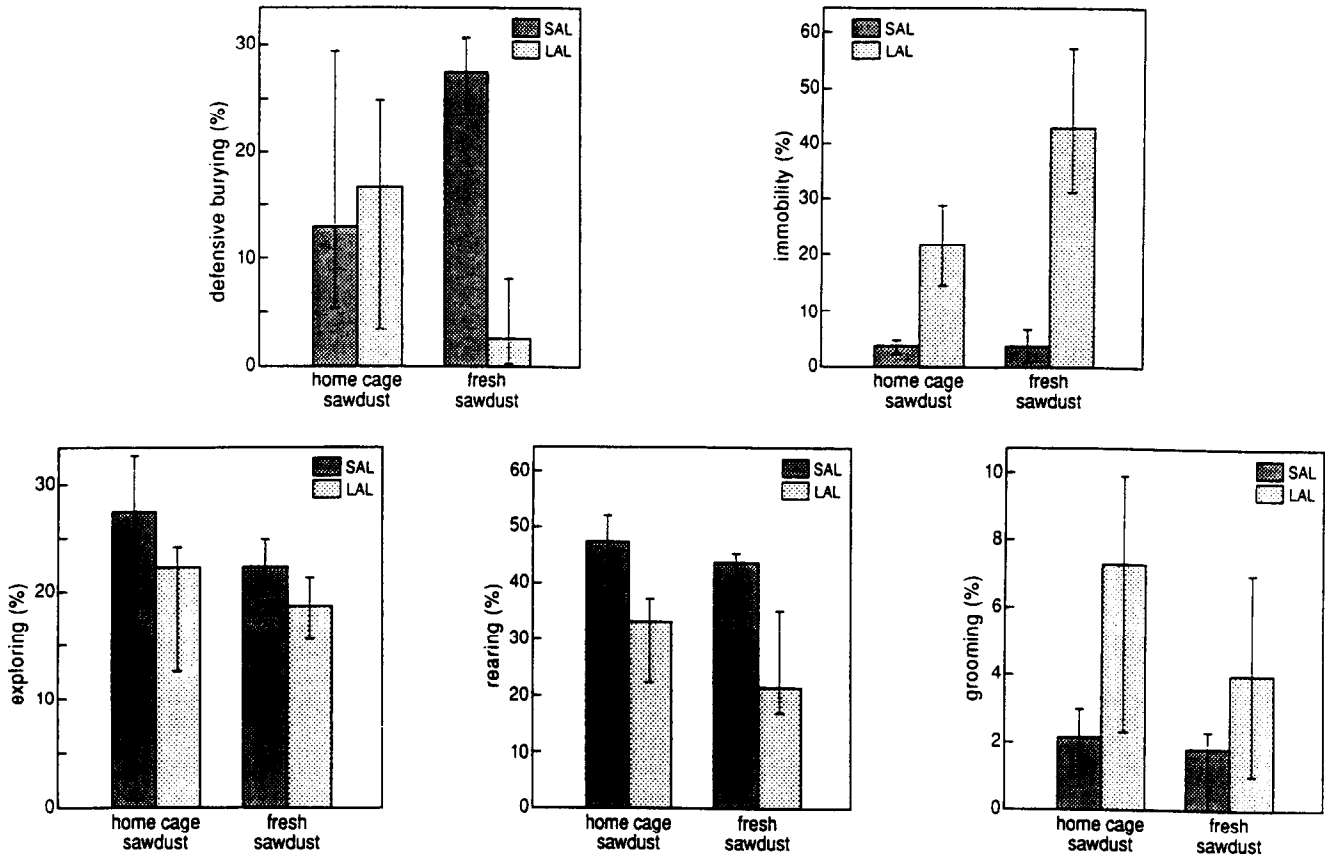 defensive burying (%)
30
20
10
0
SAL
LAL
home cage
sawdust
fresh
sawdust
immobility (%)
60
50
40
30
20
10
0
SAL
LAL
home cage
sawdust
fresh
sawdust
exploring (%)
30
20
10
0
SAL
LAL
home cage
sawdust
fresh
sawdust
rearing (%)
60
50
40
30
20
10
0
SAL
LAL
home cage
sawdust
fresh
sawdust
grooming (%)
10
8
6
4
2
0
SAL
LAL
home cage
sawdust
fresh
sawdust